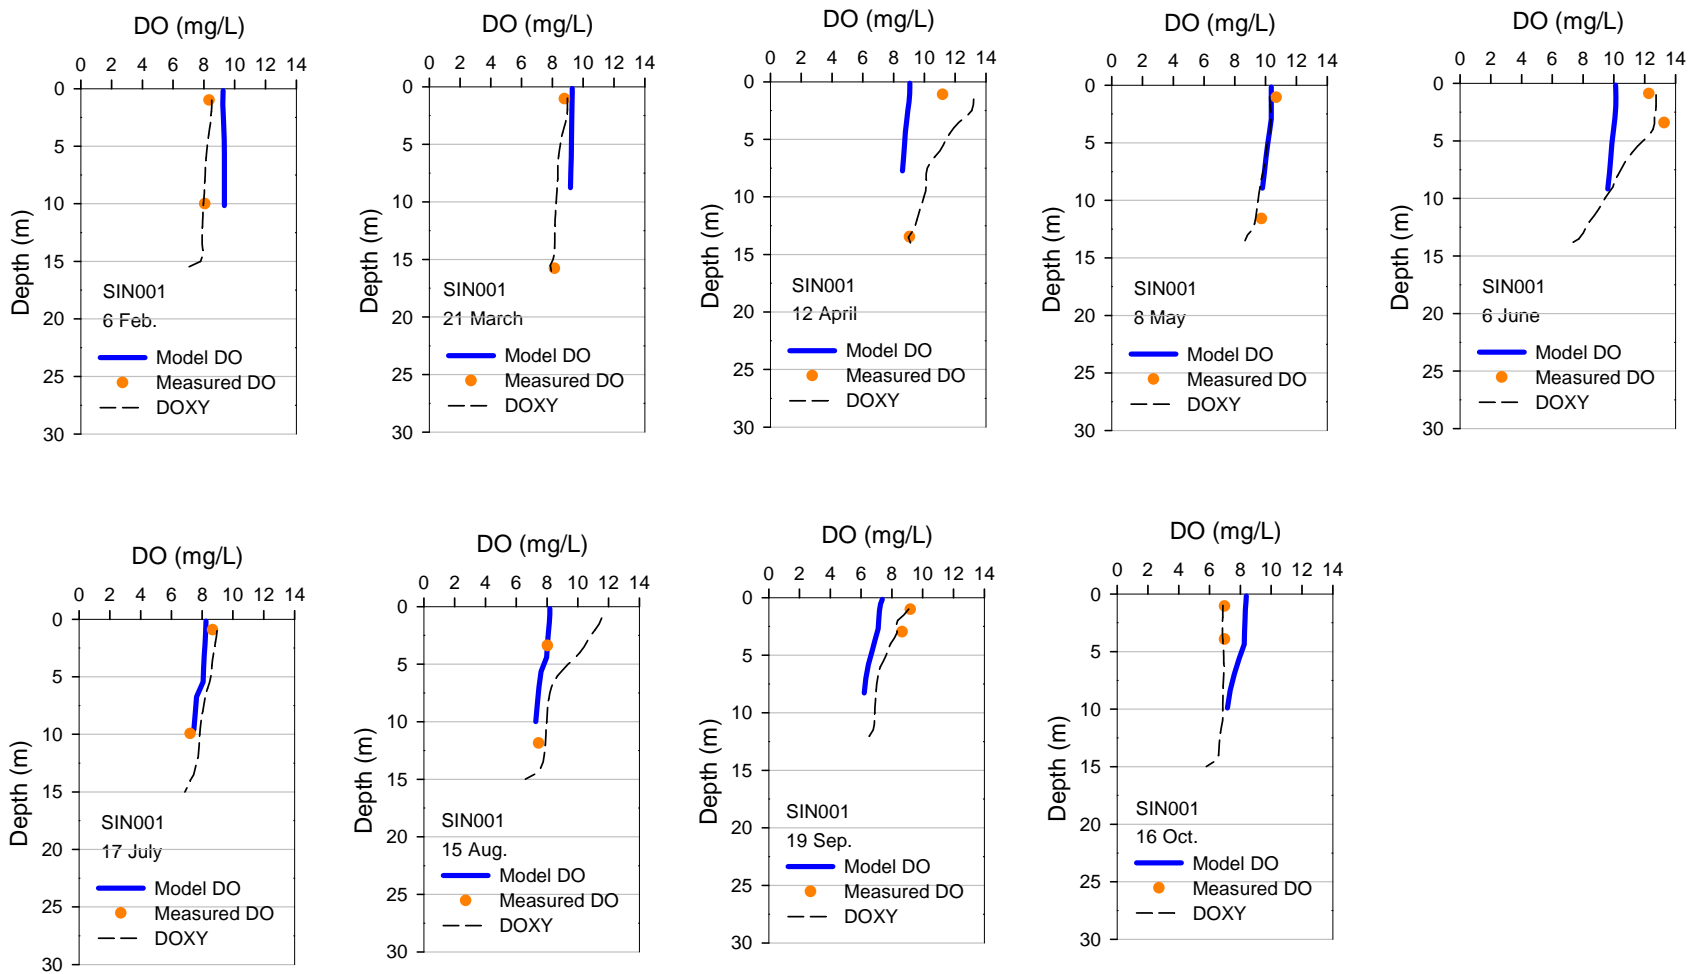 DO (mg/L)
0 2 4 6 8 10 12 14
0
5
10
15
20
25
30
Depth (m)
SIN001
6 Feb.
Model DO
Measured DO
DOXY
DO (mg/L)
0 2 4 6 8 10 12 14
0
5
10
15
20
25
30
Depth (m)
SIN001
21 March
Model DO
Measured DO
DOXY
DO (mg/L)
0 2 4 6 8 10 12 14
0
5
10
15
20
25
30
Depth (m)
SIN001
12 April
Model DO
Measured DO
DOXY
DO (mg/L)
0 2 4 6 8 10 12 14
0
5
10
15
20
25
30
Depth (m)
SIN001
8 May
Model DO
Measured DO
DOXY
DO (mg/L)
0 2 4 6 8 10 12 14
0
5
10
15
20
25
30
Depth (m)
SIN001
6 June
Model DO
Measured DO
DOXY
DO (mg/L)
0 2 4 6 8 10 12 14
0
5
10
15
20
25
30
Depth (m)
SIN001
17 July
Model DO
Measured DO
DOXY
DO (mg/L)
0 2 4 6 8 10 12 14
0
5
10
15
20
25
30
Depth (m)
SIN001
15 Aug.
Model DO
Measured DO
DOXY
DO (mg/L)
0 2 4 6 8 10 12 14
0
5
10
15
20
25
30
Depth (m)
SIN001
19 Sep.
Model DO
Measured DO
DOXY
DO (mg/L)
0 2 4 6 8 10 12 14
0
5
10
15
20
25
30
Depth (m)
SIN001
16 Oct.
Model DO
Measured DO
DOXY